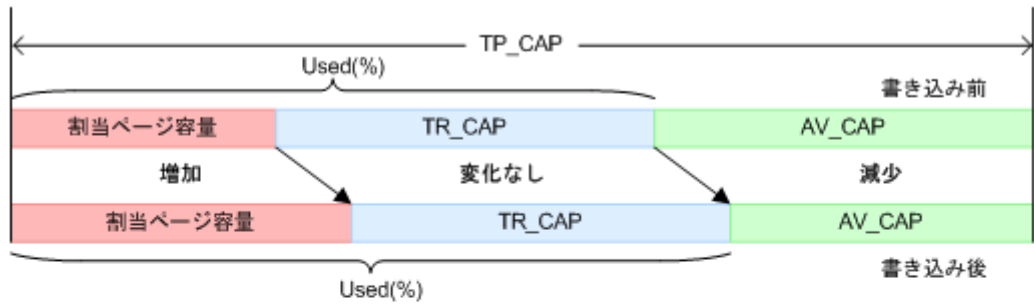 TP_CAP
Used(%)
書き込み前
割当ページ容量 TR_CAP AV_CAP
増加 変化なし 減少
割当ページ容量 TR_CAP AV_CAP
書き込み後
Used(%)